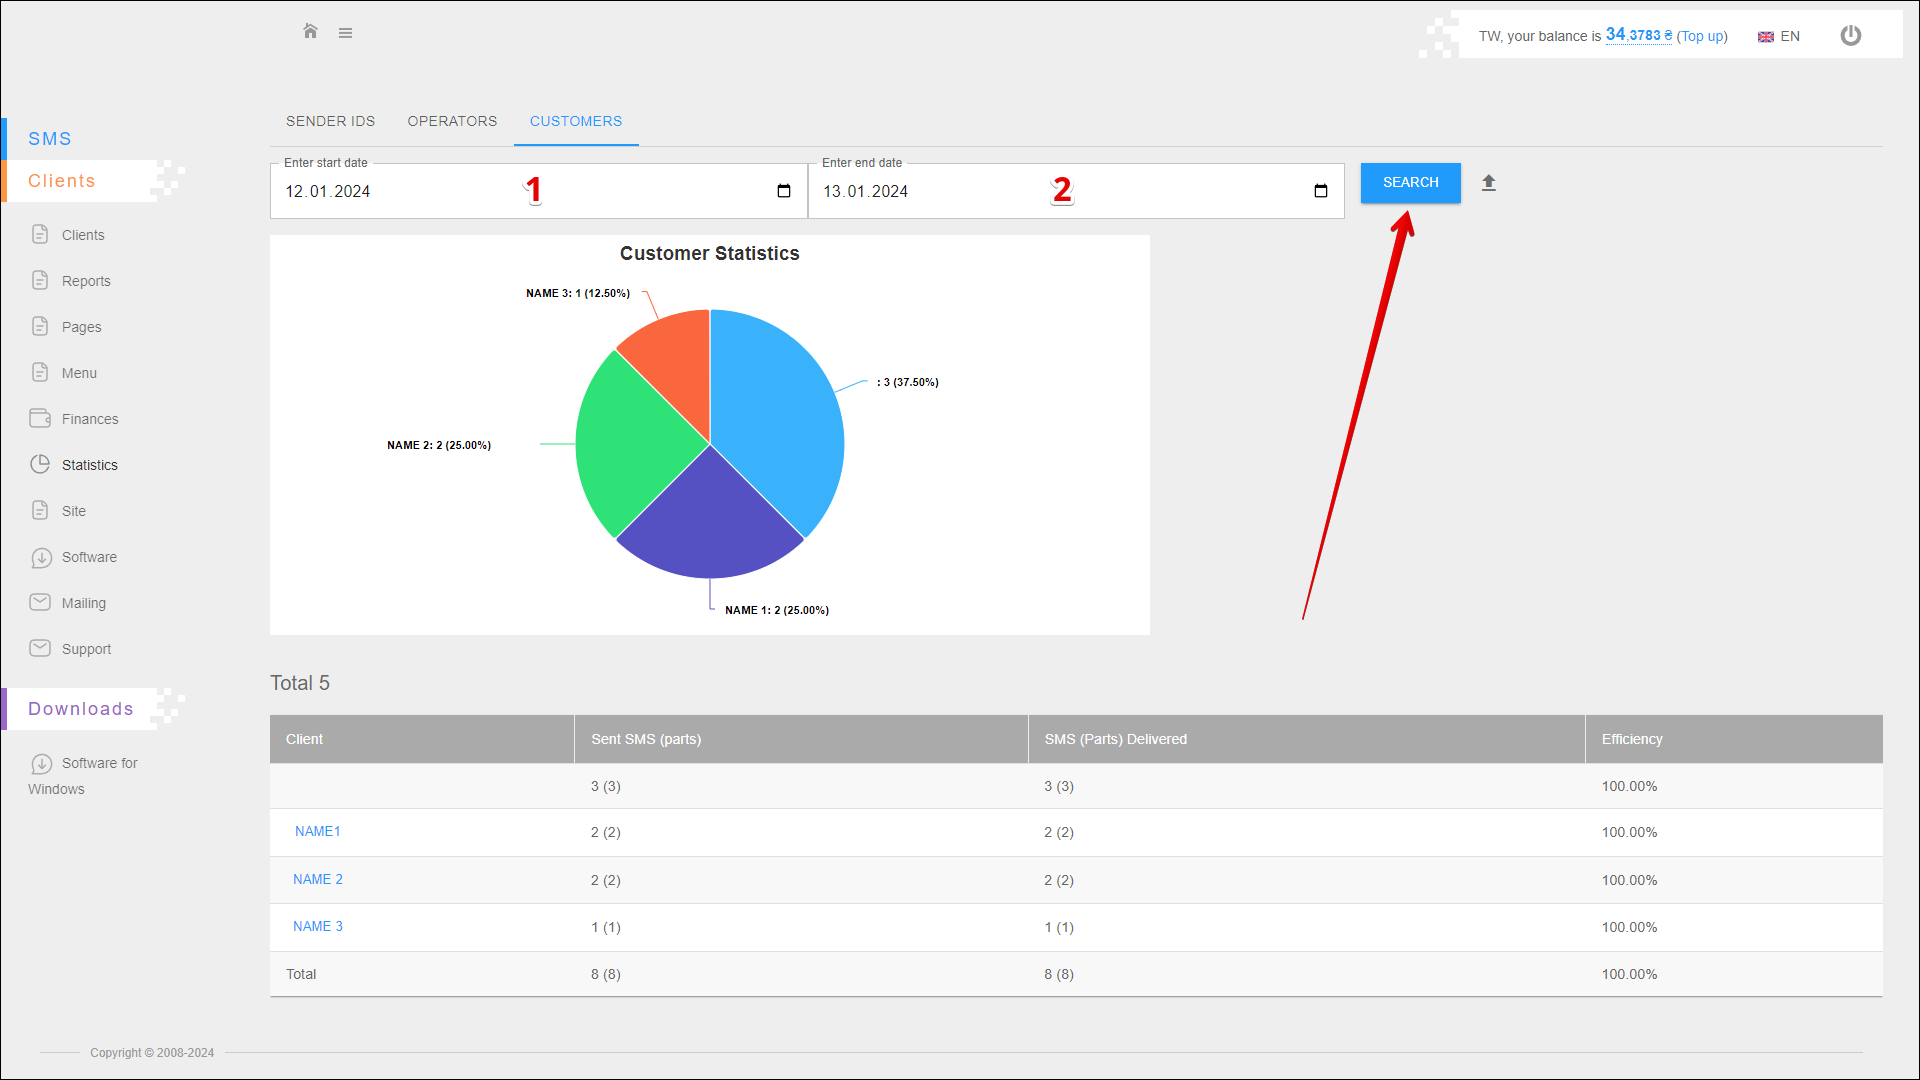 TW, your balance is 34,3783 ₴ (Top up)
EN
SMS
Clients
Clients
Reports
Pages
Menu
Finances
Statistics
Site
Software
Mailing
Support
Downloads
Software for
Windows
SENDER IDS OPERATORS CUSTOMERS
Enter start date
12.01.2024
1
Enter end date
13.01.2024
2
SEARCH
Customer Statistics
NAME 3: 1 (12.50%)
: 3 (37.50%)
NAME 2: 2 (25.00%)
NAME 1: 2 (25.00%)
Total 5
Client Sent SMS (parts) SMS (Parts) Delivered Efficiency
3 (3) 3 (3) 100.00%
NAME1 2 (2) 2 (2) 100.00%
NAME 2 2 (2) 2 (2) 100.00%
NAME 3 1 (1) 1 (1) 100.00%
Total 8 (8) 8 (8) 100.00%
Copyright © 2008-2024